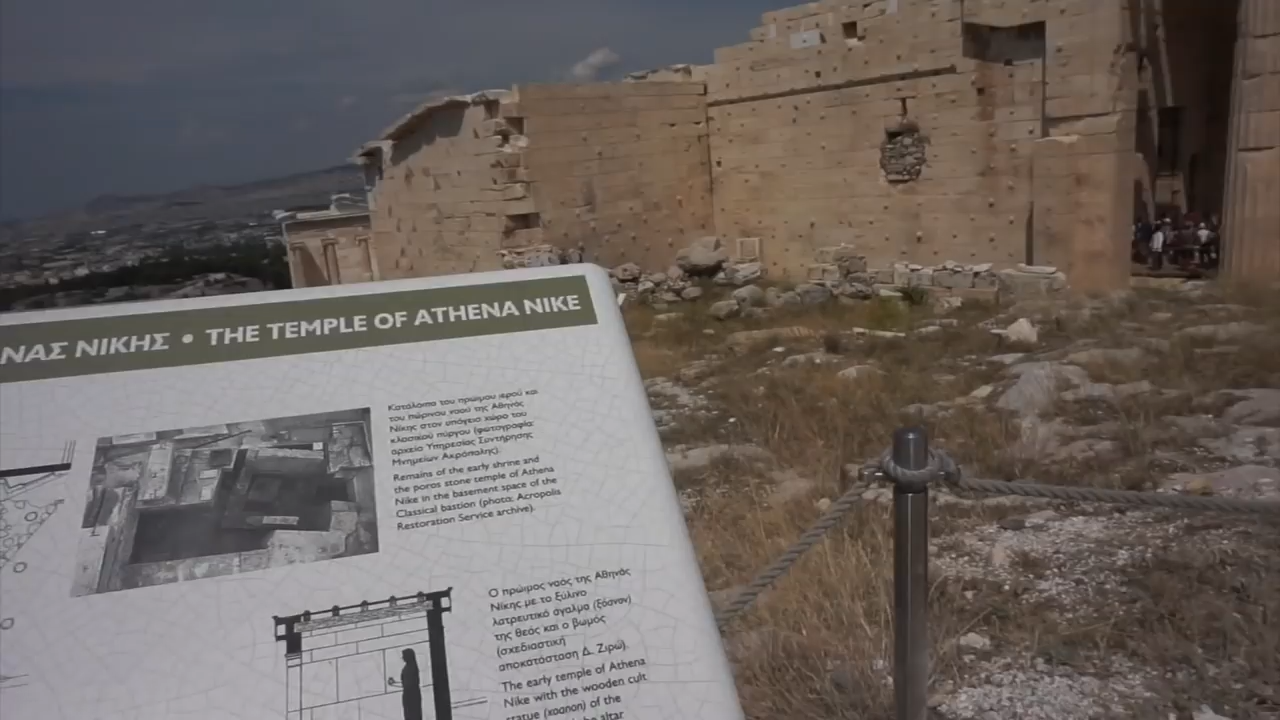 ΝΑΣ ΝΙΚΗΣ • THE TEMPLE OF ATHENA NIKE
Κατάλοιπα του πρώιμου ιερού και
του πώρινου ναού της Αθηνάς
Νίκης στον υπόγειο χώρο του
κλασικού πύργου (φωτογραφία:
αρχείο Υπηρεσίας Συντήρησης
Μνημείων Ακρόπολης).
Remains of the early shrine and
the poros stone temple of Athena
Nike in the basement space of the
Classical bastion (photo: Acropolis
Restoration Service archive).
Ο πρώιμος ναός της Αθηνάς
Νίκης με το ξύλινο
λατρευτικό άγαλμα (ξόανον)
της θεάς και ο βωμός
(σχεδιαστική
αποκατάσταση Δ. Ζιρώ).
The early temple of Athena
Nike with the wooden cult
statue (xoanon) of the
altar